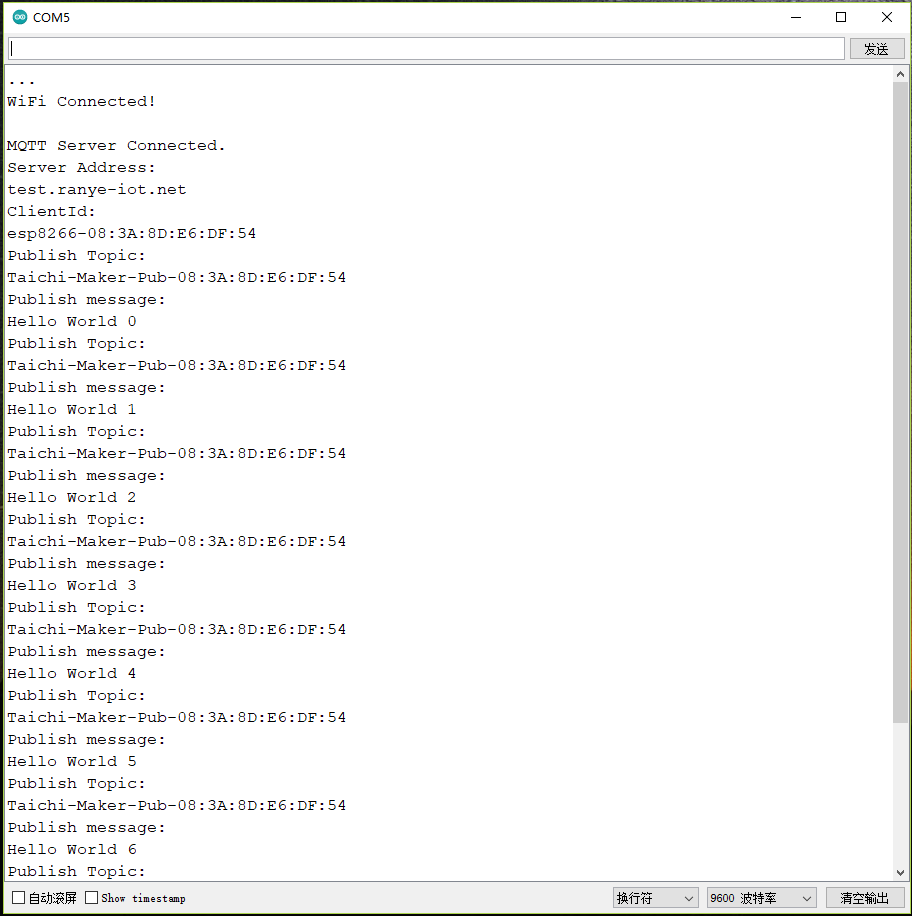 COM5
发送
...
WiFi Connected!
MQTT Server Connected.
Server Address:
test.ranye-iot.net
ClientId:
esp8266-08:3A:8D:E6:DF:54
Publish Topic:
Taichi-Maker-Pub-08:3A:8D:E6:DF:54
Publish message:
Hello World 0
Publish Topic:
Taichi-Maker-Pub-08:3A:8D:E6:DF:54
Publish message:
Hello World 1
Publish Topic:
Taichi-Maker-Pub-08:3A:8D:E6:DF:54
Publish message:
Hello World 2
Publish Topic:
Taichi-Maker-Pub-08:3A:8D:E6:DF:54
Publish message:
Hello World 3
Publish Topic:
Taichi-Maker-Pub-08:3A:8D:E6:DF:54
Publish message:
Hello World 4
Publish Topic:
Taichi-Maker-Pub-08:3A:8D:E6:DF:54
Publish message:
Hello World 5
Publish Topic:
Taichi-Maker-Pub-08:3A:8D:E6:DF:54
Publish message:
Hello World 6
Publish Topic:
自动滚屏 Show timestamp 换行符 9600 波特率 清空输出